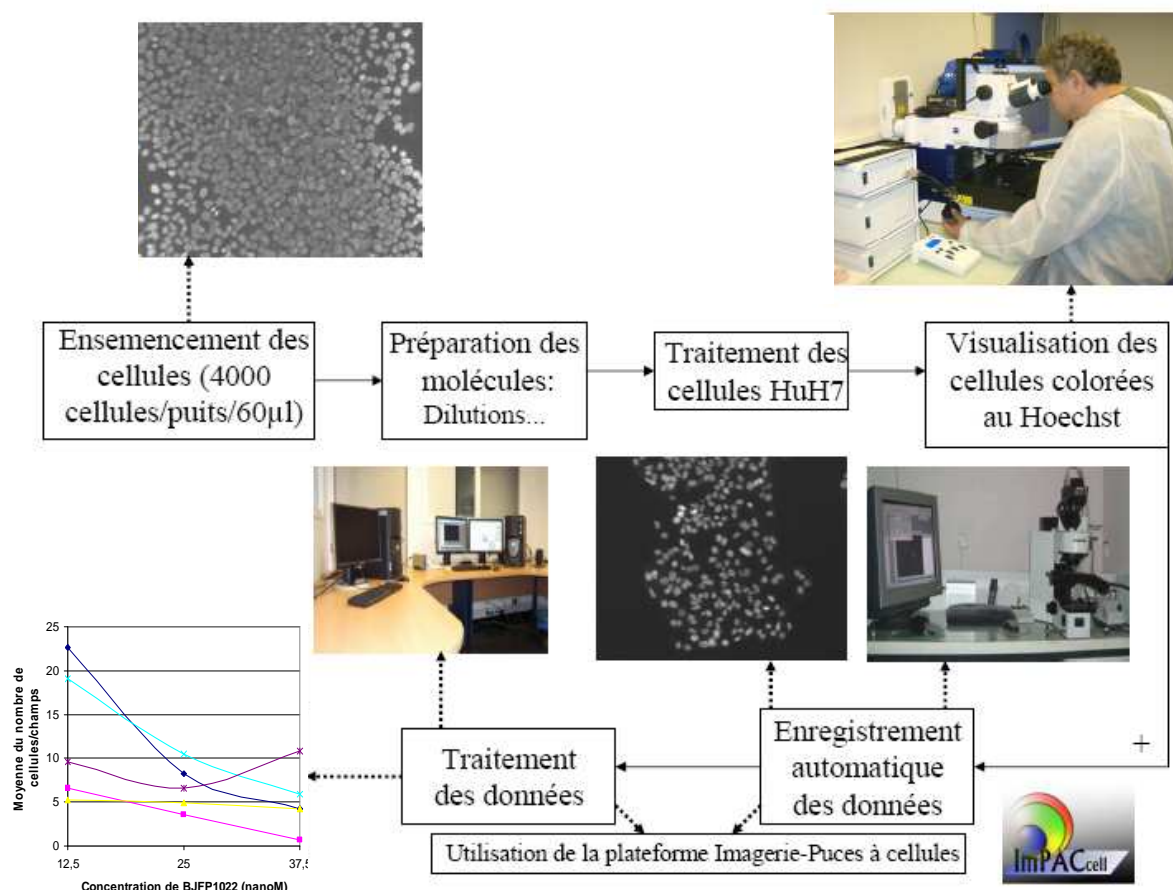 Ensemencement des
cellules (4000
cellules/puits/60µl)
Préparation des
molécules:
Dilutions...
Traitement des
cellules HuH7
Visualisation des
cellules colorées
au Hoechst
+
Enregistrement
automatique
des données
Traitement
des données
Utilisation de la plateforme Imagerie-Puces à cellules
ImPACcell
Moyenne du nombre de
cellules/champs
25
20
15
10
5
0
12,5
25
37,5
Concentration de BJFP1022 (nanoM)